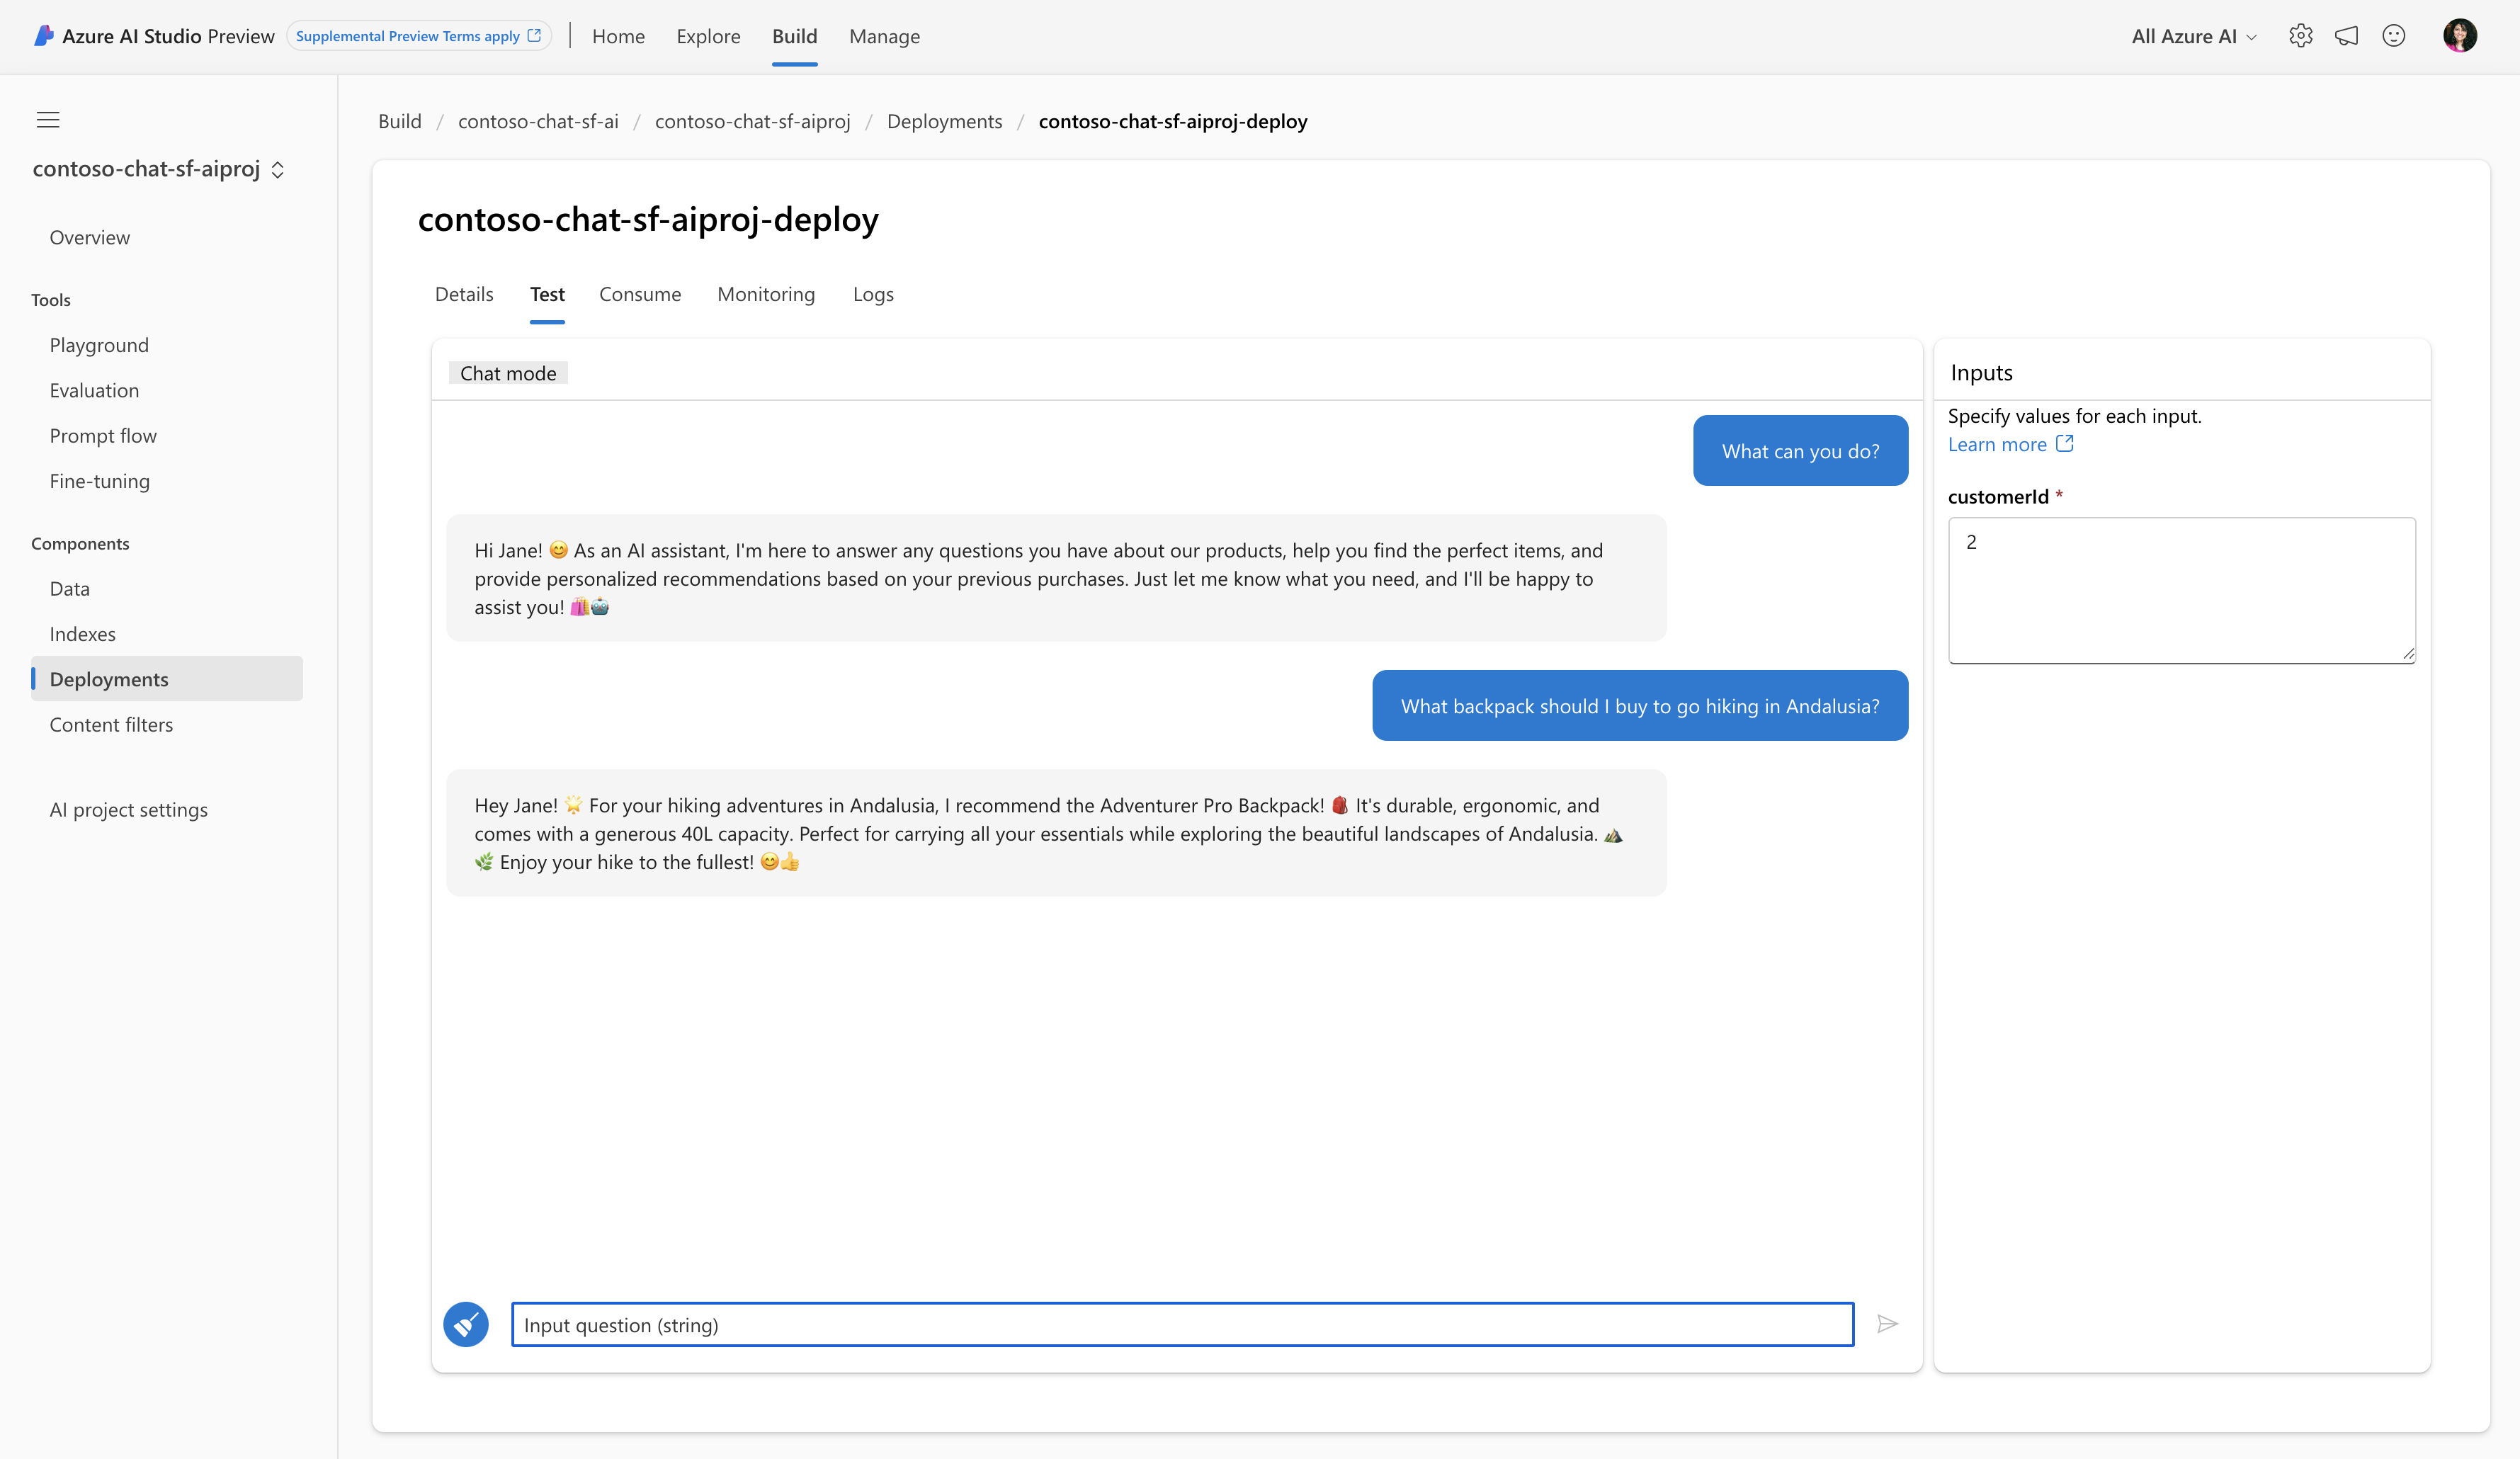 Azure AI Studio Preview
Supplemental Preview Terms apply
Home
Explore
Build
Manage
All Azure AI
contoso-chat-sf-aiproj
Overview
Tools
Playground
Evaluation
Prompt flow
Fine-tuning
Components
Data
Indexes
Deployments
Content filters
AI project settings
Build / contoso-chat-sf-ai / contoso-chat-sf-aiproj / Deployments / contoso-chat-sf-aiproj-deploy
contoso-chat-sf-aiproj-deploy
Details
Test
Consume
Monitoring
Logs
Chat mode
What can you do?
Hi Jane! 😊 As an AI assistant, I'm here to answer any questions you have about our products, help you find the perfect items, and
provide personalized recommendations based on your previous purchases. Just let me know what you need, and I'll be happy to
assist you! 🛍️🤖
What backpack should I buy to go hiking in Andalusia?
Hey Jane! 🌟 For your hiking adventures in Andalusia, I recommend the Adventurer Pro Backpack! 🎒 It's durable, ergonomic, and
comes with a generous 40L capacity. Perfect for carrying all your essentials while exploring the beautiful landscapes of Andalusia. ⛰️
🌿 Enjoy your hike to the fullest! 😊👍
Input question (string)
Inputs
Specify values for each input.
Learn more
customerId *
2